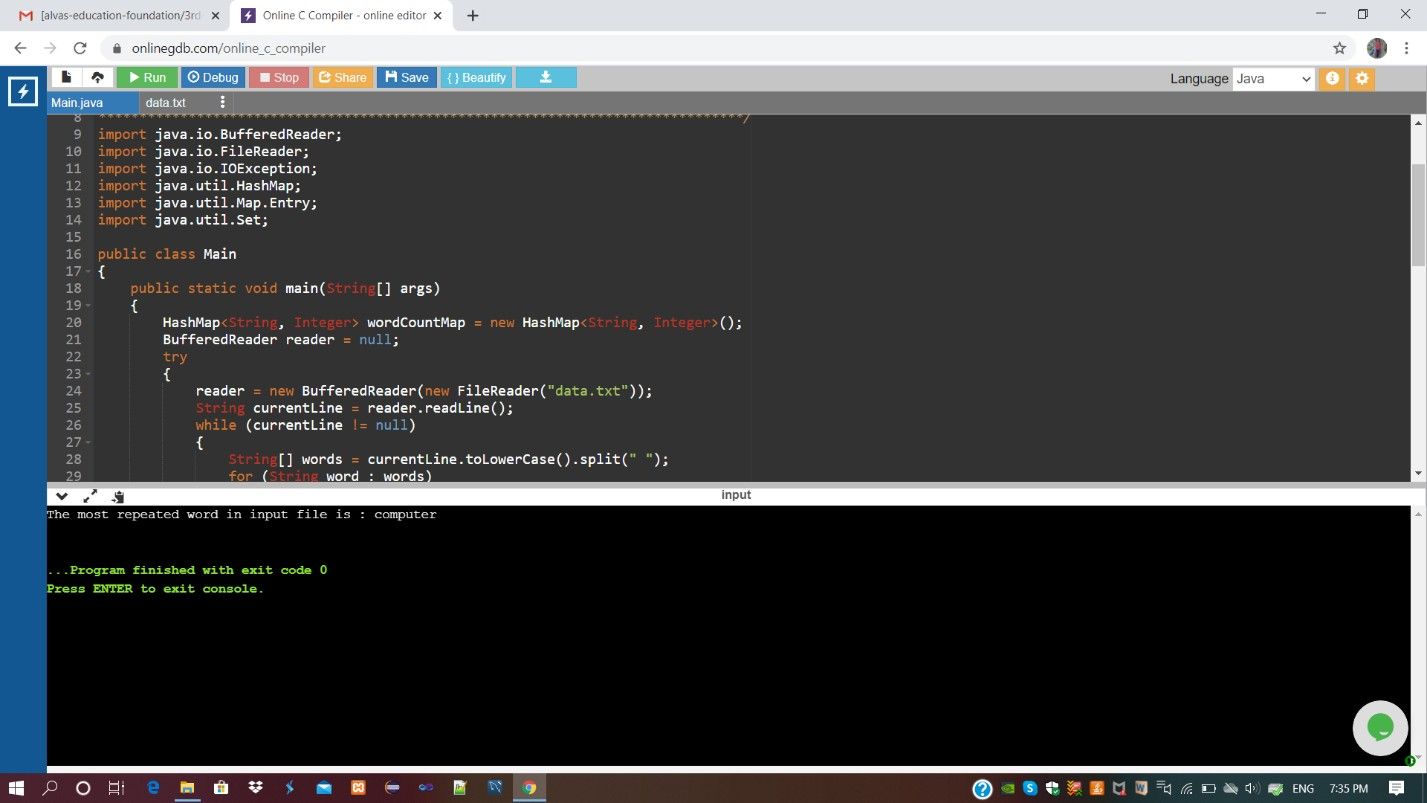 [alvas-education-foundation/3rd
Online C Compiler - online editor
onlinegdb.com/online_c_compiler
Run Debug Stop Share Save { } Beautify
Language Java
Main.java data.txt
8 ******************************************************************************/
9 import java.io.BufferedReader;
10 import java.io.FileReader;
11 import java.io.IOException;
12 import java.util.HashMap;
13 import java.util.Map.Entry;
14 import java.util.Set;
15
16 public class Main
17 {
18 public static void main(String[] args)
19 {
20 HashMap<String, Integer> wordCountMap = new HashMap<String, Integer>();
21 BufferedReader reader = null;
22 try
23 {
24 reader = new BufferedReader(new FileReader("data.txt"));
25 String currentLine = reader.readLine();
26 while (currentLine != null)
27 {
28 String[] words = currentLine.toLowerCase().split(" ");
29 for (String word : words)
input
The most repeated word in input file is : computer
...Program finished with exit code 0
Press ENTER to exit console.
ENG 7:35 PM